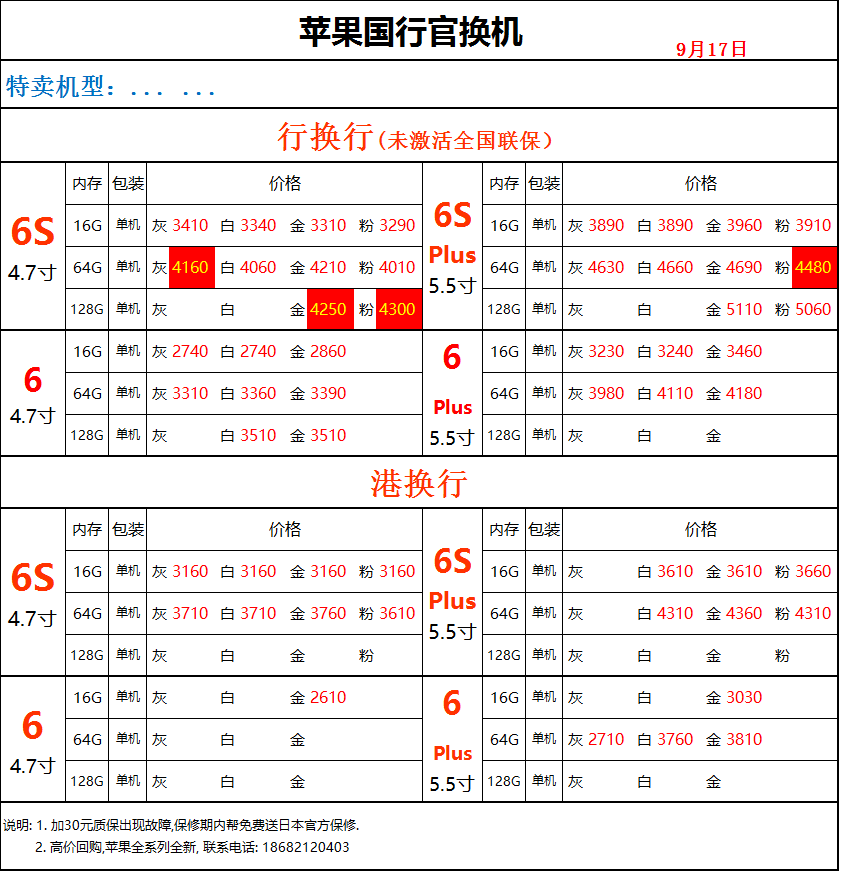 苹果国行官换机
9月17日
特卖机型：... ...
行换行(未激活全国联保)
6S
4.7寸
内存 包装 价格
16G 单机 灰 3410 白 3340 金 3310 粉 3290
64G 单机 灰 4160 白 4060 金 4210 粉 4010
128G 单机 灰 白 金 4250 粉 4300
6S
Plus
5.5寸
内存 包装 价格
16G 单机 灰 3890 白 3890 金 3960 粉 3910
64G 单机 灰 4630 白 4660 金 4690 粉 4480
128G 单机 灰 白 金 5110 粉 5060
6
4.7寸
16G 单机 灰 2740 白 2740 金 2860
64G 单机 灰 3310 白 3360 金 3390
128G 单机 灰 白 3510 金 3510
6
Plus
5.5寸
16G 单机 灰 3230 白 3240 金 3460
64G 单机 灰 3980 白 4110 金 4180
128G 单机 灰 白 金
港换行
6S
4.7寸
内存 包装 价格
16G 单机 灰 3160 白 3160 金 3160 粉 3160
64G 单机 灰 3710 白 3710 金 3760 粉 3610
128G 单机 灰 白 金 粉
6S
Plus
5.5寸
内存 包装 价格
16G 单机 灰 白 3610 金 3610 粉 3660
64G 单机 灰 白 4310 金 4360 粉 4310
128G 单机 灰 白 金 粉
6
4.7寸
16G 单机 灰 白 金 2610
64G 单机 灰 白 金
128G 单机 灰 白 金
6
Plus
5.5寸
16G 单机 灰 白 金 3030
64G 单机 灰 2710 白 3760 金 3810
128G 单机 灰 白 金
说明: 1. 加30元质保出现故障,保修期内帮免费送日本官方保修.
2. 高价回购,苹果全系列全新, 联系电话: 18682120403